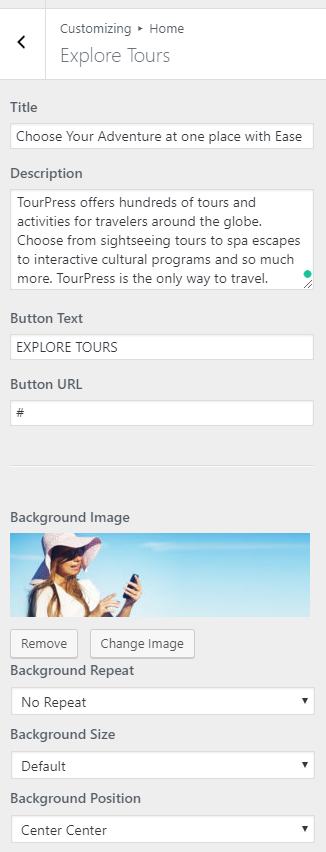 Customizing ▸ Home
Explore Tours
Title
Choose Your Adventure at one place with Ease
Description
TourPress offers hundreds of tours and
activities for travelers around the globe.
Choose from sightseeing tours to spa escapes
to interactive cultural programs and so much
more. TourPress is the only way to travel.
Button Text
EXPLORE TOURS
Button URL
#
Background Image
Remove Change Image
Background Repeat
No Repeat
Background Size
Default
Background Position
Center Center